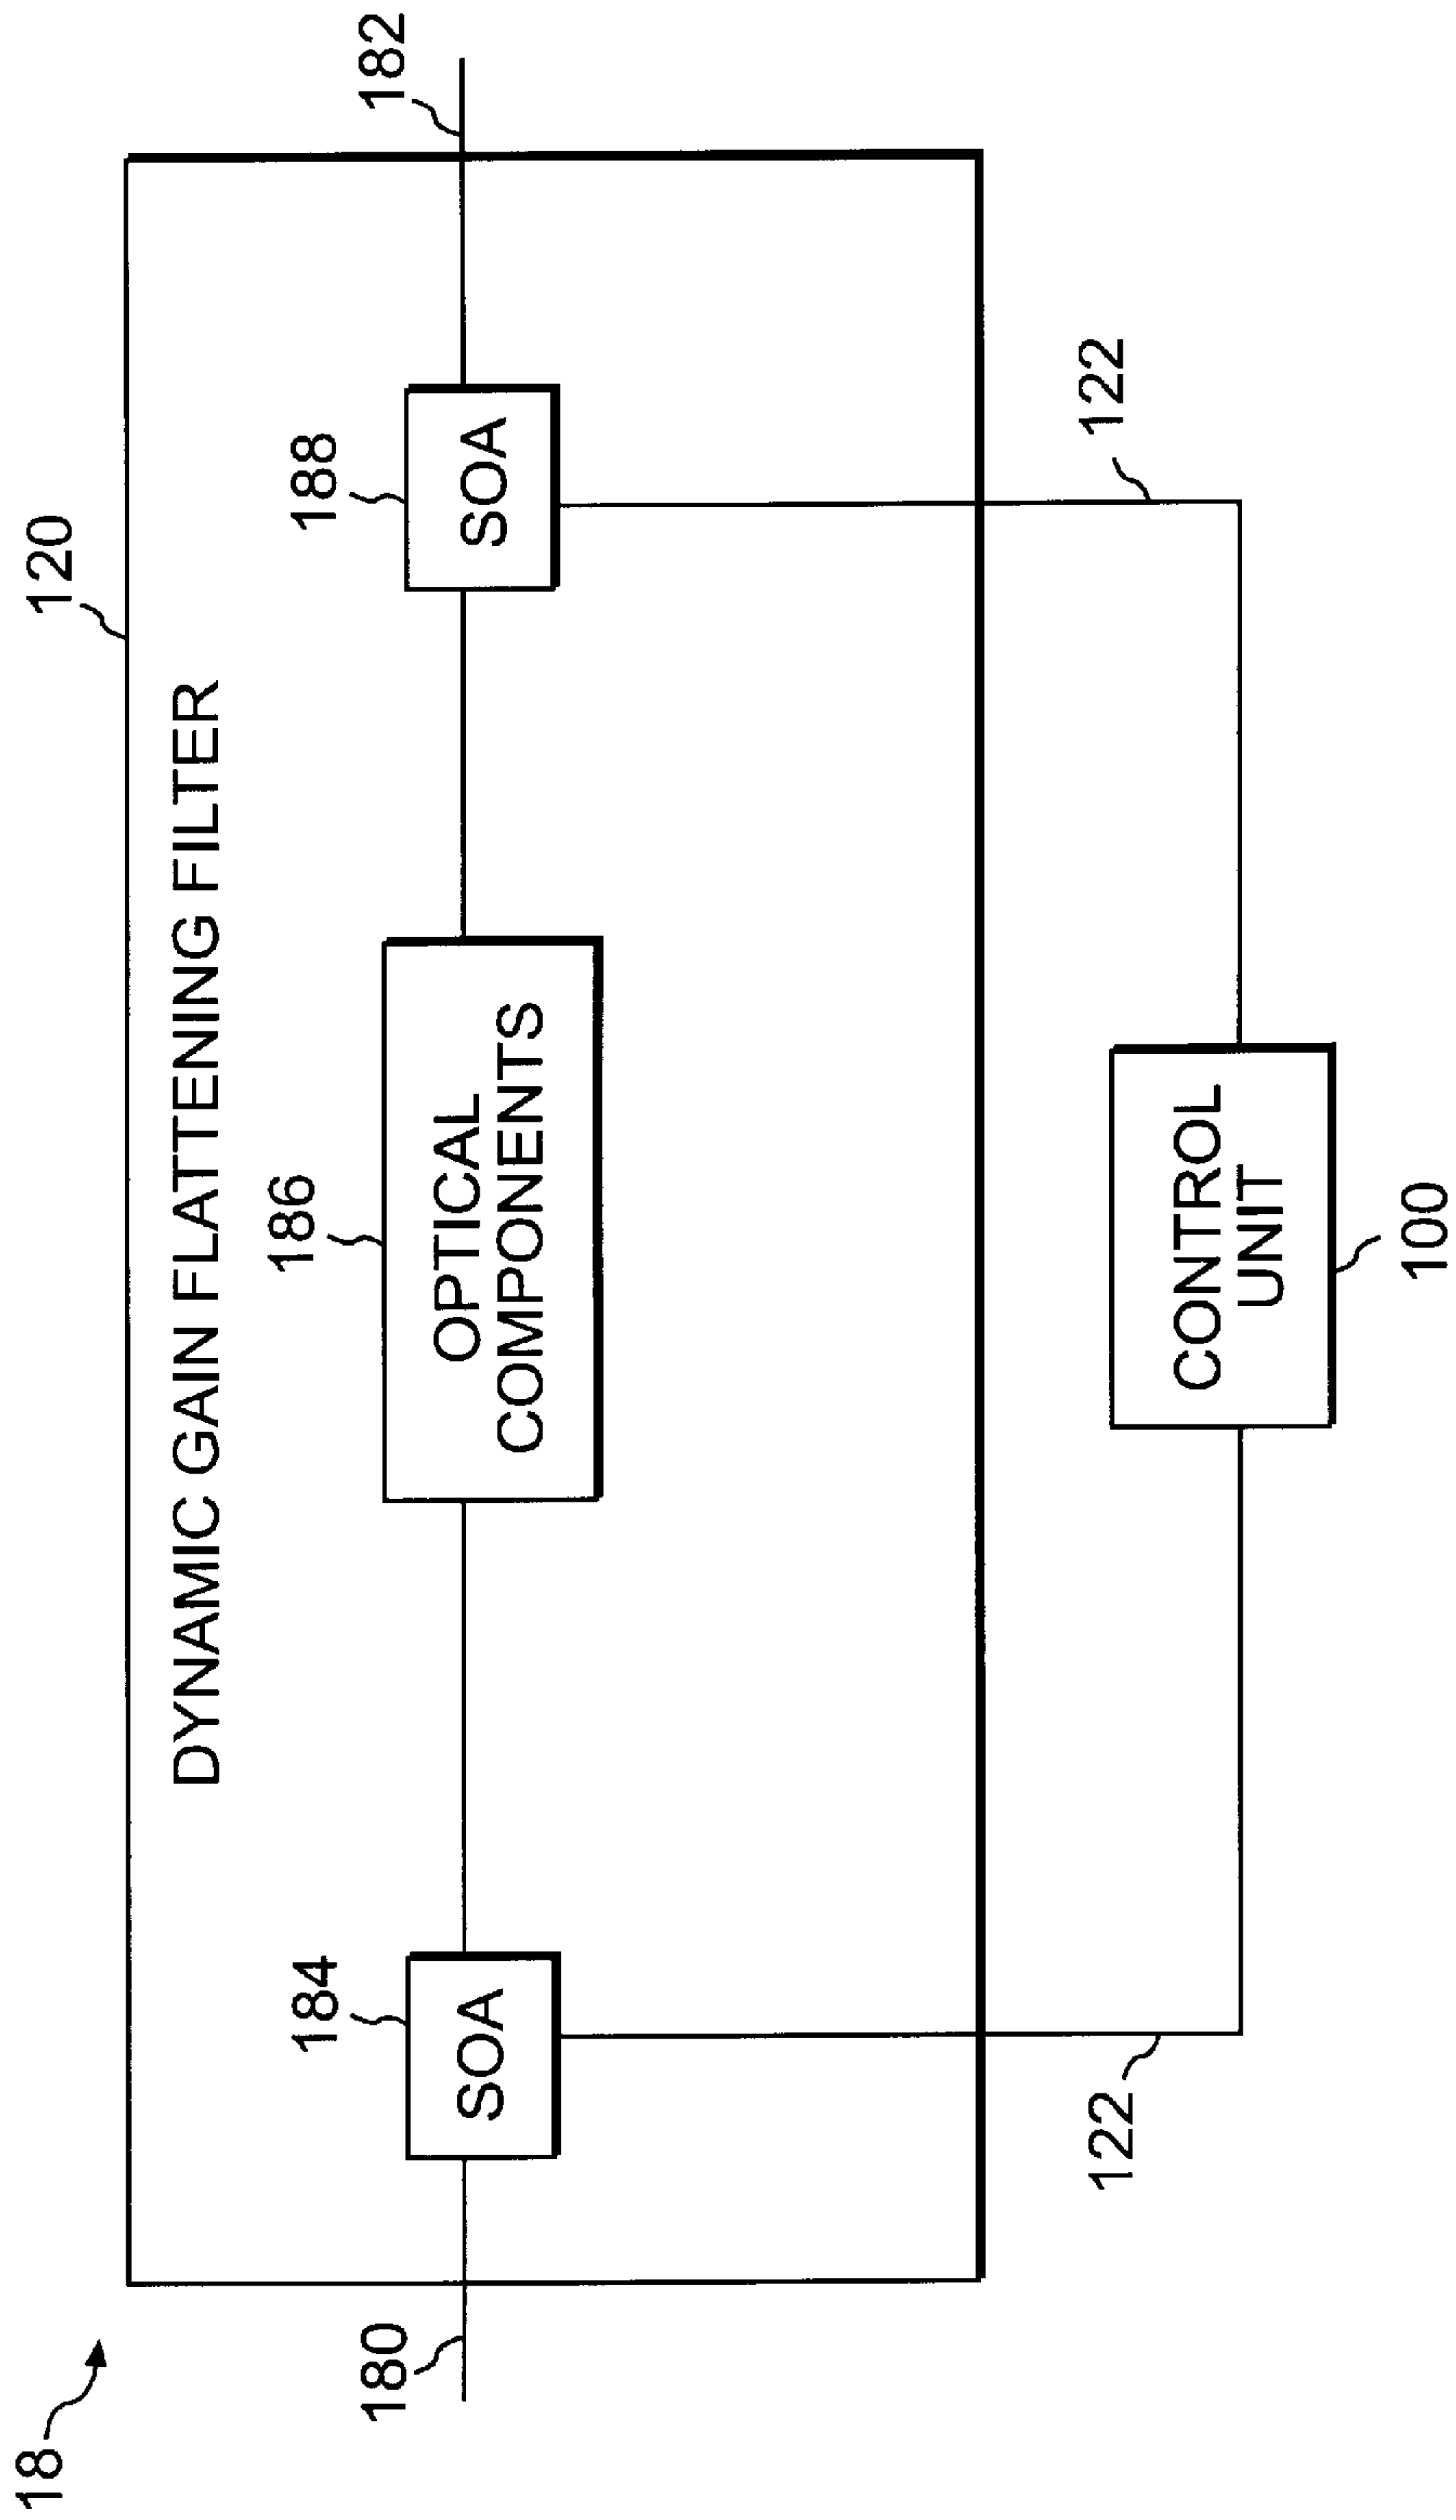 18
120
DYNAMIC GAIN FLATTENING FILTER
180
184
186
188
182
SOA
OPTICAL
COMPONENTS
SOA
122
122
CONTROL
UNIT
100